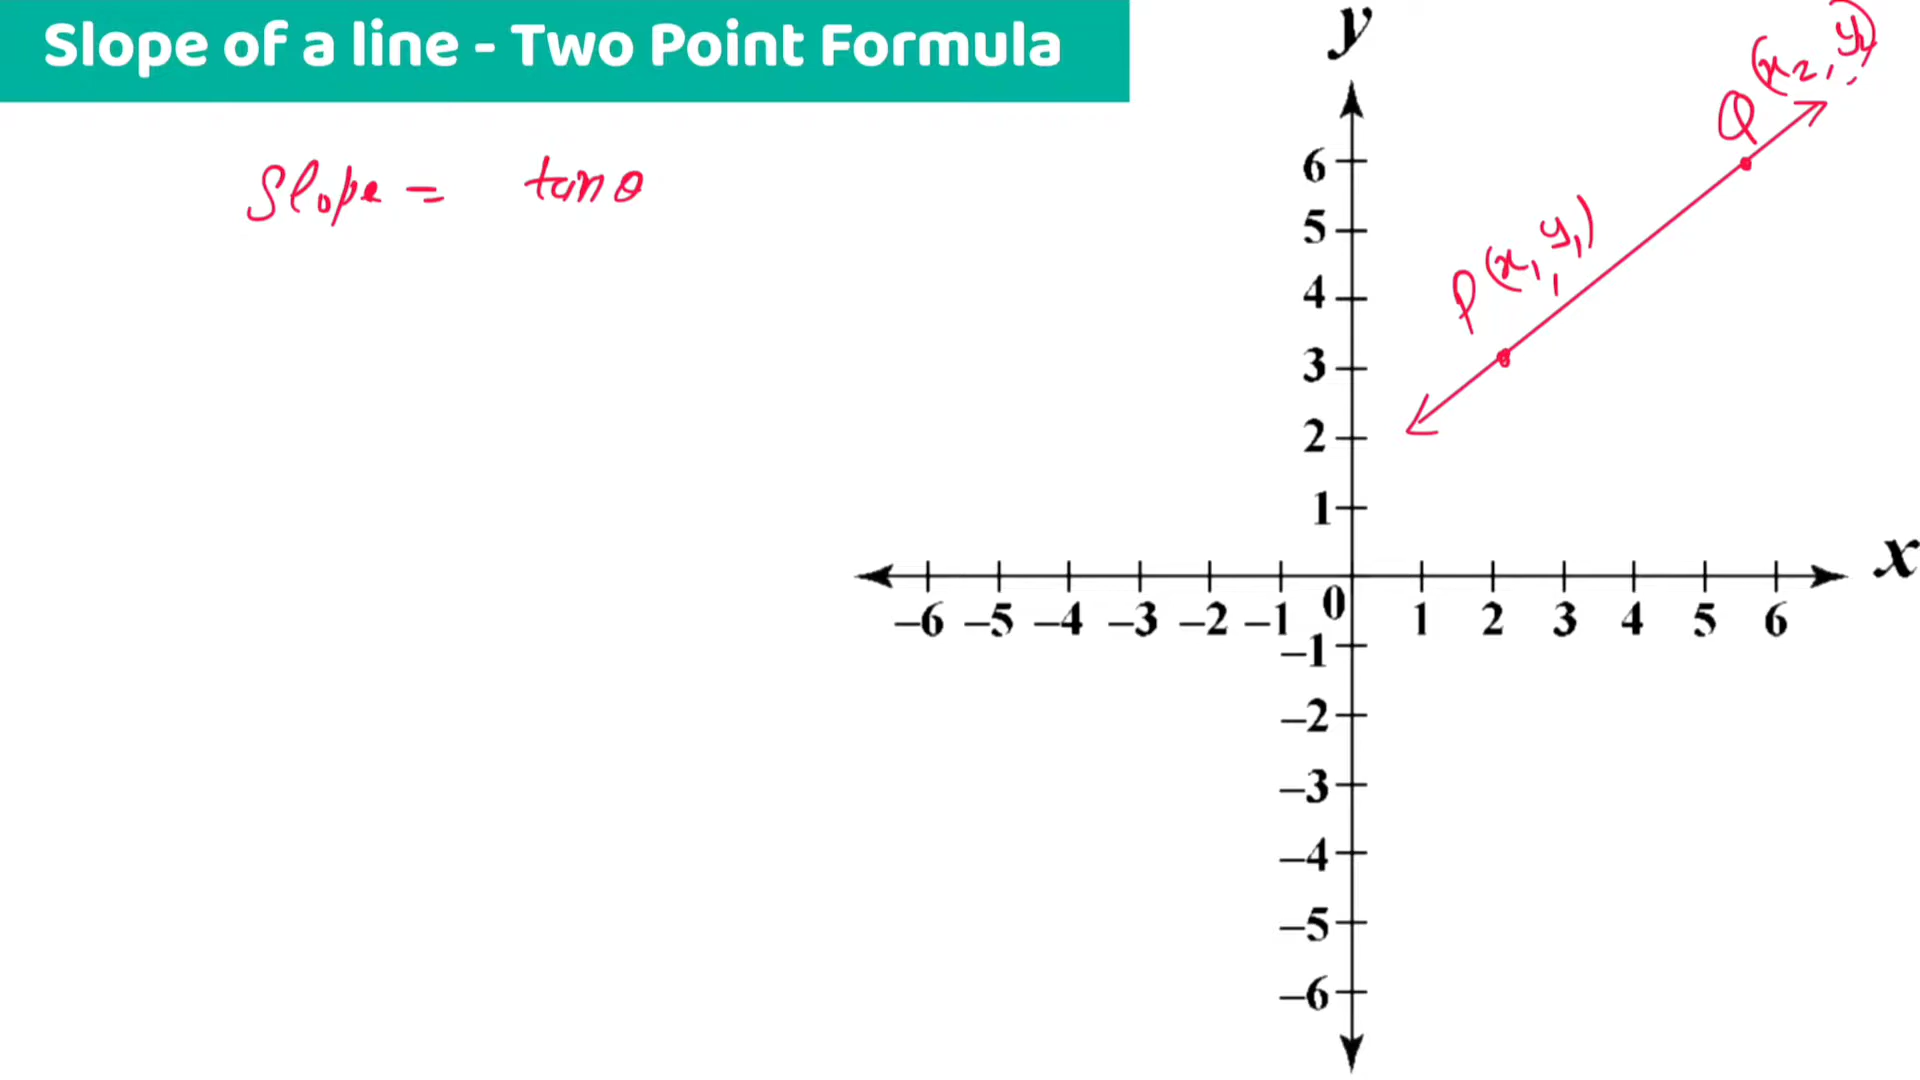 Slope of a line - Two Point Formula
y
Q (x₂, y₂)
Slope = tan θ
6
5
P (x₁, y₁)
4
3
2
1
x
–6 –5 –4 –3 –2 –1 0 1 2 3 4 5 6
–1
–2
–3
–4
–5
–6